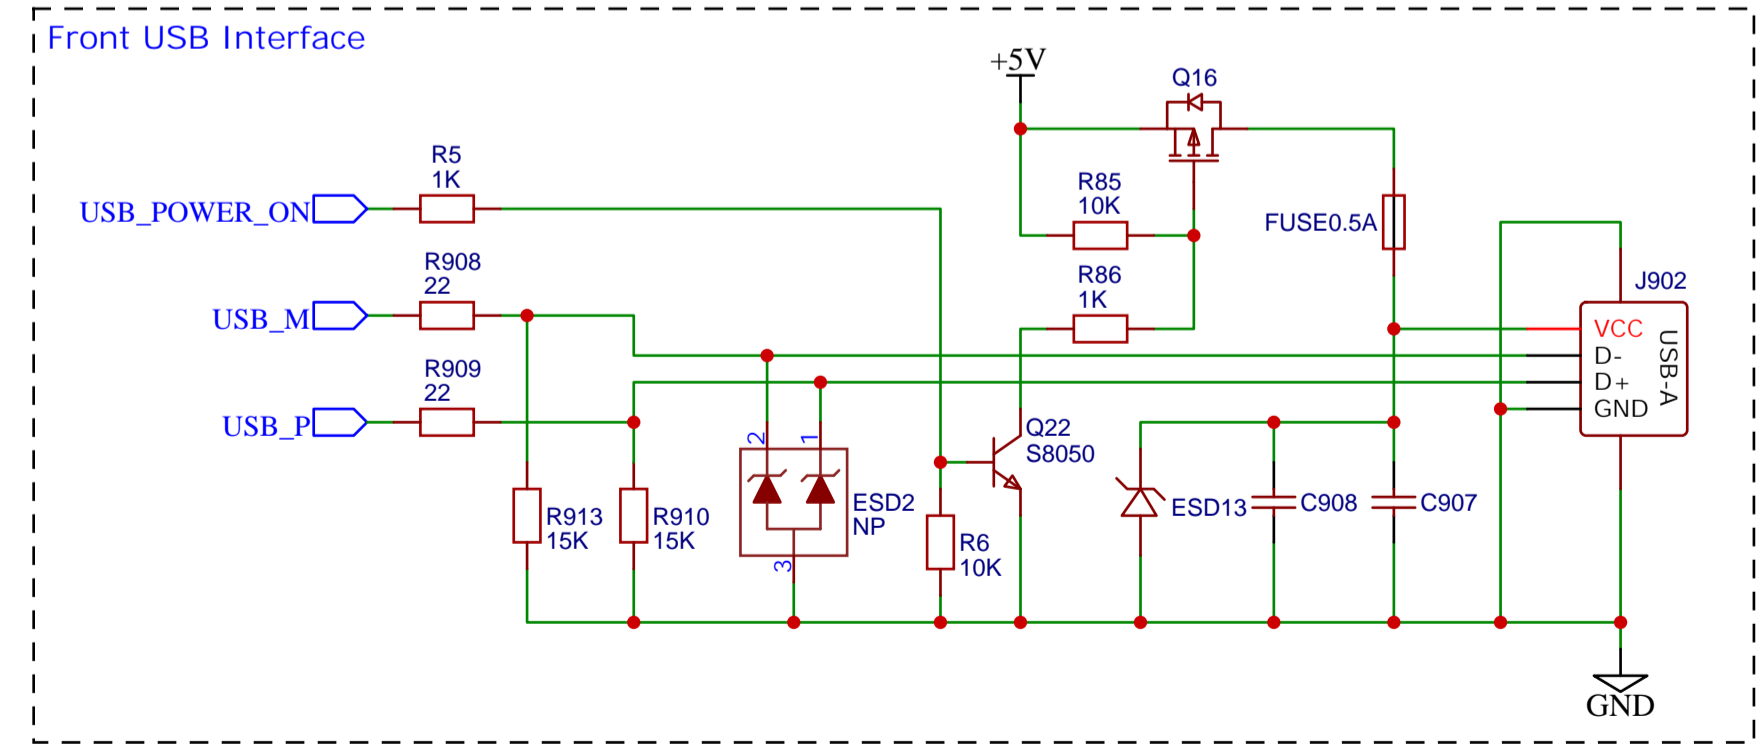 Front USB Interface
+5V
Q16
R5
1K
USB_POWER_ON
R85
10K
FUSE0.5A
R908
22
USB_M
R86
1K
J902
VCC
D-
D+
GND
USB-A
R909
22
USB_P
2
1
3
ESD2
NP
Q22
S8050
R913
15K
R910
15K
R6
10K
ESD13
C908
C907
GND